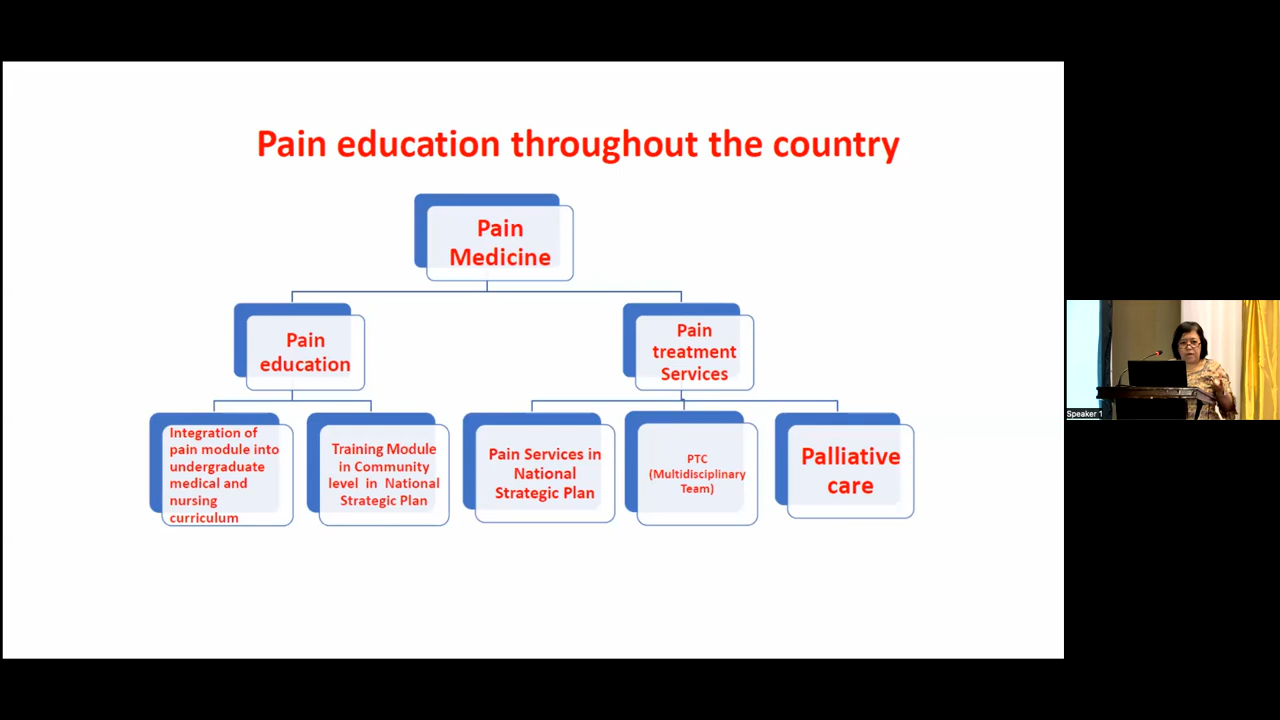 Pain education throughout the country
Pain
Medicine
Pain
education
Pain
treatment
Services
Integration of
pain module into
undergraduate
medical and
nursing
curriculum
Training Module
in Community
level in National
Strategic Plan
Pain Services in
National
Strategic Plan
PTC
(Multidisciplinary
Team)
Palliative
care
Speaker 1